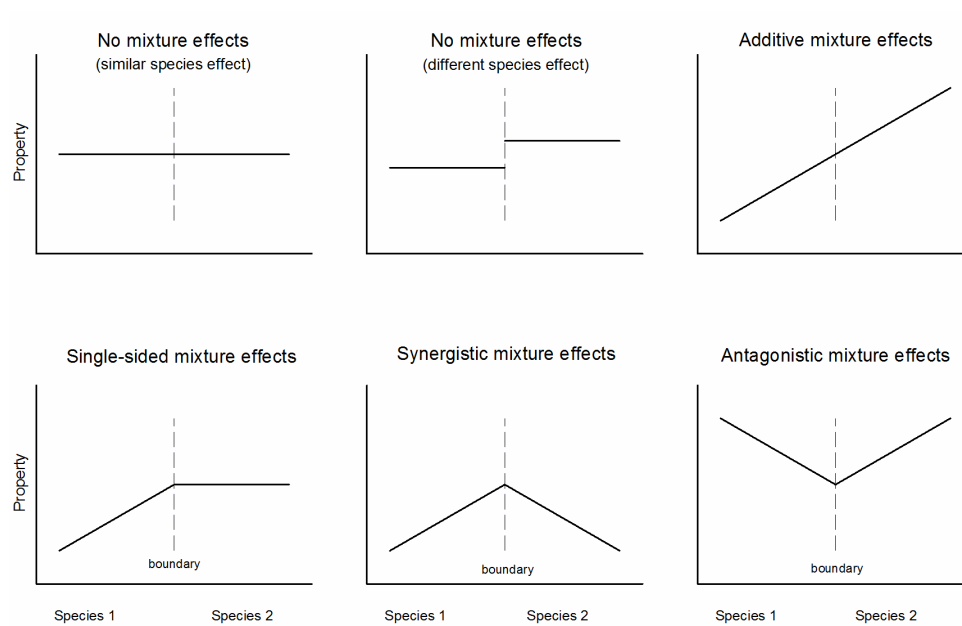 No mixture effects
(similar species effect)
No mixture effects
(different species effect)
Additive mixture effects
Property
Single-sided mixture effects
Synergistic mixture effects
Antagonistic mixture effects
Property
boundary
boundary
boundary
Species 1
Species 2
Species 1
Species 2
Species 1
Species 2